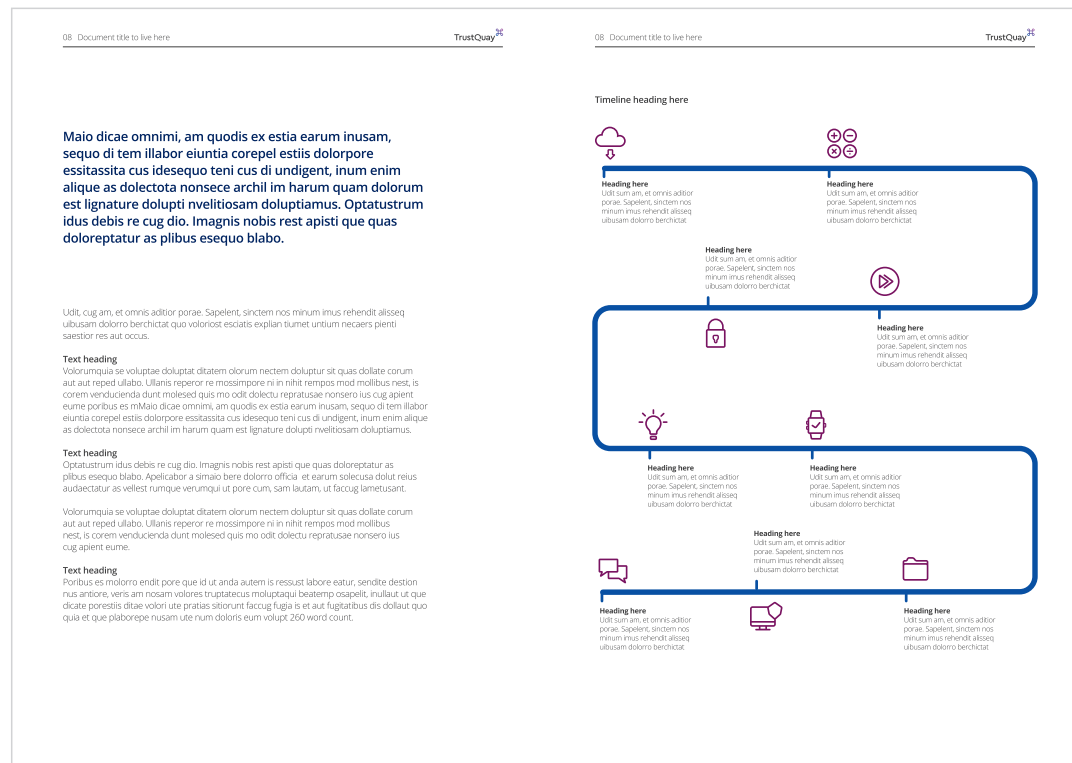 08 Document title to live here
TrustQuay
Maio dicae omnimi, am quodis ex estia earum inusam,
sequo di tem illabor eiuntia corepel estiis dolorpore
essitassita cus idesequo teni cus di undigent, inum enim
alique as dolectota nonsece archil im harum quam dolorum
est lignature dolupti nvelitiosam doluptiamus. Optatustrum
idus debis re cug dio. Imagnis nobis rest apisti que quas
doloreptatur as plibus esequo blabo.
Udit, cug am, et omnis aditior porae. Sapelent, sinctem nos minum imus rehendit alisseq
uibusam dolorro berchictat quo voloriost esciatis explian tiumet untium necaers pienti
saestior res aut occus.
Text heading
Volorumquia se voluptae doluptat ditatem olorum nectem doluptur sit quas dollate corum
aut aut reped ullabo. Ullanis reperor re mossimpore ni in nihit rempos mod mollibus nest, is
corem venducienda dunt molesed quis mo odit dolectu repratusae nonsero ius cug apient
eume poribus es mMaio dicae omnimi, am quodis ex estia earum inusam, sequo di tem illabor
eiuntia corepel estiis dolorpore essitassita cus idesequo teni cus di undigent, inum enim alique
as dolectota nonsece archil im harum quam est lignature dolupti nvelitiosam doluptiamus.
Text heading
Optatustrum idus debis re cug dio. Imagnis nobis rest apisti que quas doloreptatur as
plibus esequo blabo. Apelicabor a simaio bere dolorro officia et earum solecusa dolut reius
audaectatur as vellest rumque verumqui ut pore cum, sam lautam, ut faccug lametusant.
Volorumquia se voluptae doluptat ditatem olorum nectem doluptur sit quas dollate corum
aut aut reped ullabo. Ullanis reperor re mossimpore ni in nihit rempos mod mollibus
nest, is corem venducienda dunt molesed quis mo odit dolectu repratusae nonsero ius
cug apient eume.
Text heading
Poribus es molorro endit pore que id ut anda autem is ressust labore eatur, sendite destion
nus antiore, veris am nosam volores truptatecus moluptaqui beatemp osapelit, inullaut ut que
dicate porestiis ditae volori ute pratias sitiorunt faccug fugia is et aut fugitatibus dis dollaut quo
quia et que plaborepe nusam ute num doloris eum volupt 260 word count.
08 Document title to live here
TrustQuay
Timeline heading here
Heading here
Udit sum am, et omnis aditior
porae. Sapelent, sinctem nos
minum imus rehendit alisseq
uibusam dolorro berchictat
Heading here
Udit sum am, et omnis aditior
porae. Sapelent, sinctem nos
minum imus rehendit alisseq
uibusam dolorro berchictat
Heading here
Udit sum am, et omnis aditior
porae. Sapelent, sinctem nos
minum imus rehendit alisseq
uibusam dolorro berchictat
Heading here
Udit sum am, et omnis aditior
porae. Sapelent, sinctem nos
minum imus rehendit alisseq
uibusam dolorro berchictat
Heading here
Udit sum am, et omnis aditior
porae. Sapelent, sinctem nos
minum imus rehendit alisseq
uibusam dolorro berchictat
Heading here
Udit sum am, et omnis aditior
porae. Sapelent, sinctem nos
minum imus rehendit alisseq
uibusam dolorro berchictat
Heading here
Udit sum am, et omnis aditior
porae. Sapelent, sinctem nos
minum imus rehendit alisseq
uibusam dolorro berchictat
Heading here
Udit sum am, et omnis aditior
porae. Sapelent, sinctem nos
minum imus rehendit alisseq
uibusam dolorro berchictat
Heading here
Udit sum am, et omnis aditior
porae. Sapelent, sinctem nos
minum imus rehendit alisseq
uibusam dolorro berchictat